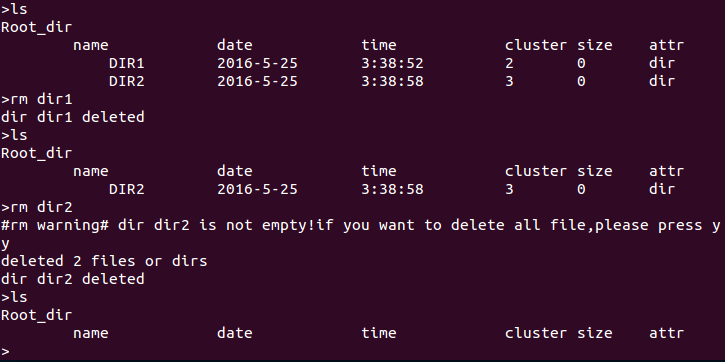 >ls
Root_dir
name date time cluster size attr
DIR1 2016-5-25 3:38:52 2 0 dir
DIR2 2016-5-25 3:38:58 3 0 dir
>rm dir1
dir dir1 deleted
>ls
Root_dir
name date time cluster size attr
DIR2 2016-5-25 3:38:58 3 0 dir
>rm dir2
#rm warning# dir dir2 is not empty!if you want to delete all file,please press y
y
deleted 2 files or dirs
dir dir2 deleted
>ls
Root_dir
name date time cluster size attr
>